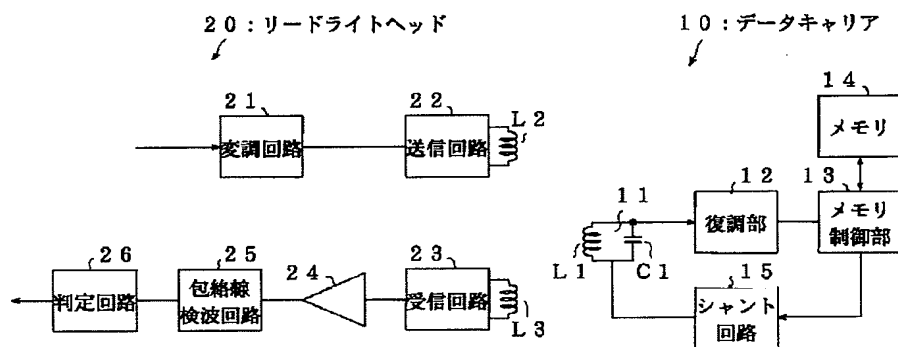 20:リードライトヘッド
10:データキャリア
21
変調回路
22
送信回路
L2
14
メモリ
13
メモリ
制御部
12
復調部
11
L1
C1
15
シャント
回路
26
判定回路
25
包絡線
検波回路
24
23
受信回路
L3